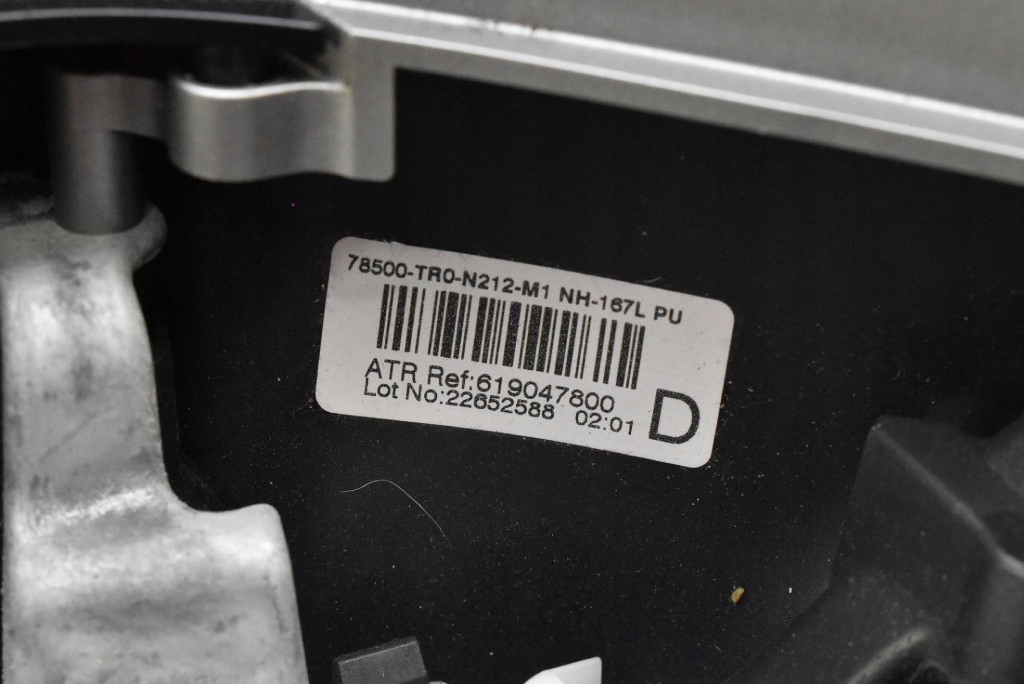 78500-TR0-N212-M1 NH-167L PU
ATR Ref:619047800
Lot No:22652588 02:01
D